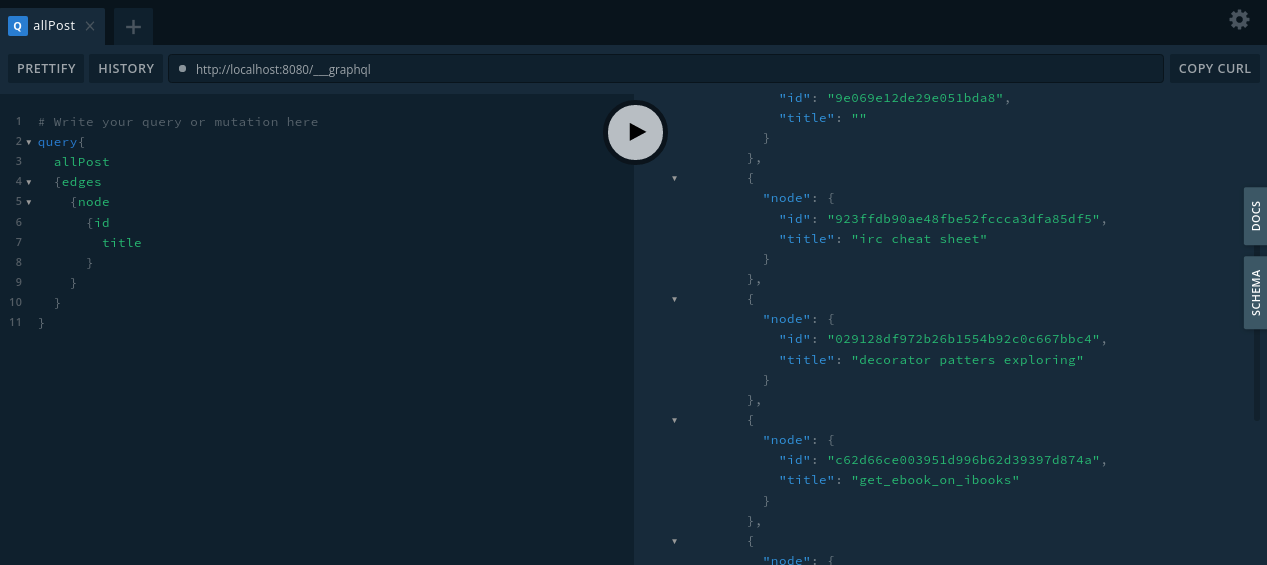 Q allPost
PRETTIFY HISTORY http://localhost:8080/___graphql COPY CURL
1 # Write your query or mutation here
2 query{
3 allPost
4 {edges
5 {node
6 {id
7 title
8 }
9 }
10 }
11 }
"id": "9e069e12de29e051bda8",
"title": ""
}
},
{
"node": {
"id": "923ffdb90ae48fbe52fccca3dfa85df5",
"title": "irc cheat sheet"
}
},
{
"node": {
"id": "029128df972b26b1554b92c0c667bbc4",
"title": "decorator patters exploring"
}
},
{
"node": {
"id": "c62d66ce003951d996b62d39397d874a",
"title": "get_ebook_on_ibooks"
}
},
{
"node": {
DOCS
SCHEMA